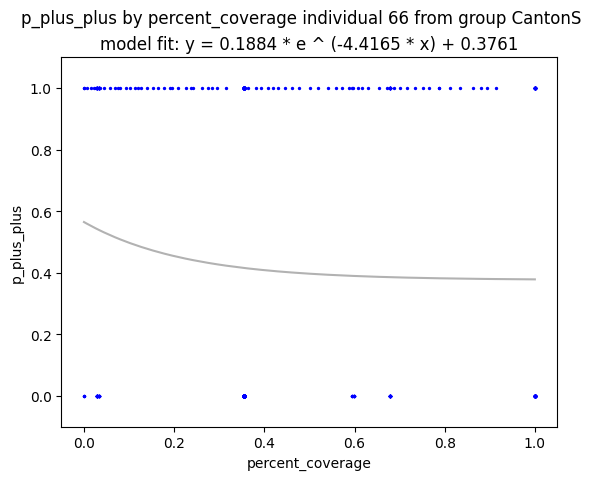 p_plus_plus by percent_coverage individual 66 from group CantonS
model fit: y = 0.1884 * e ^ (-4.4165 * x) + 0.3761
1.0
0.8
0.6
0.4
0.2
0.0
p_plus_plus
0.0 0.2 0.4 0.6 0.8 1.0
percent_coverage